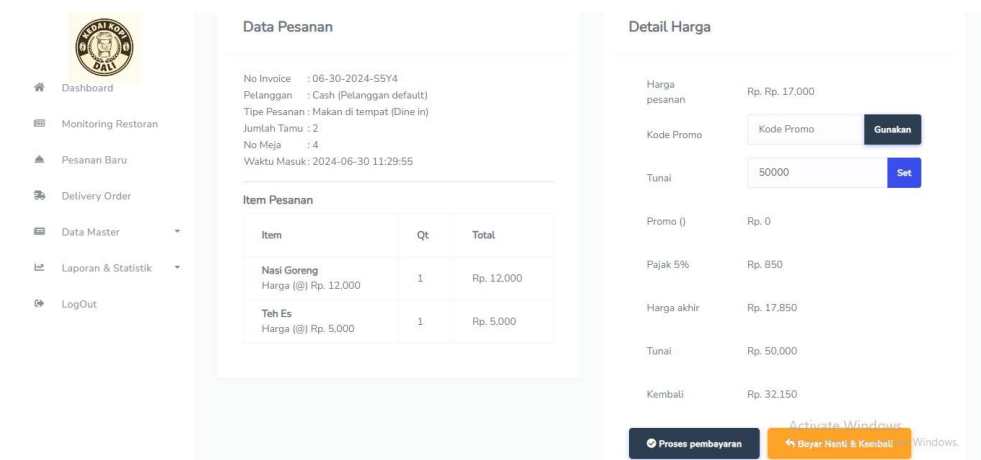 KEDAI KOPI
DALI
Dashboard
Monitoring Restoran
Pesanan Baru
Delivery Order
Data Master
Laporan & Statistik
LogOut
Data Pesanan
No Invoice : 06-30-2024-S5Y4
Pelanggan : Cash (Pelanggan default)
Tipe Pesanan : Makan di tempat (Dine in)
Jumlah Tamu : 2
No Meja : 4
Waktu Masuk : 2024-06-30 11:29:55
Item Pesanan
Item Qt Total
Nasi Goreng
Harga (@) Rp. 12,000 1 Rp. 12,000
Teh Es
Harga (@) Rp. 5,000 1 Rp. 5,000
Detail Harga
Harga
pesanan Rp. Rp. 17,000
Kode Promo Kode Promo Gunakan
Tunai 50000 Set
Promo () Rp. 0
Pajak 5% Rp. 850
Harga akhir Rp. 17,850
Tunai Rp. 50,000
Kembali Rp. 32,150
Activate Windows
Proses pembayaran Bayar Nanti & Kembali Windows.